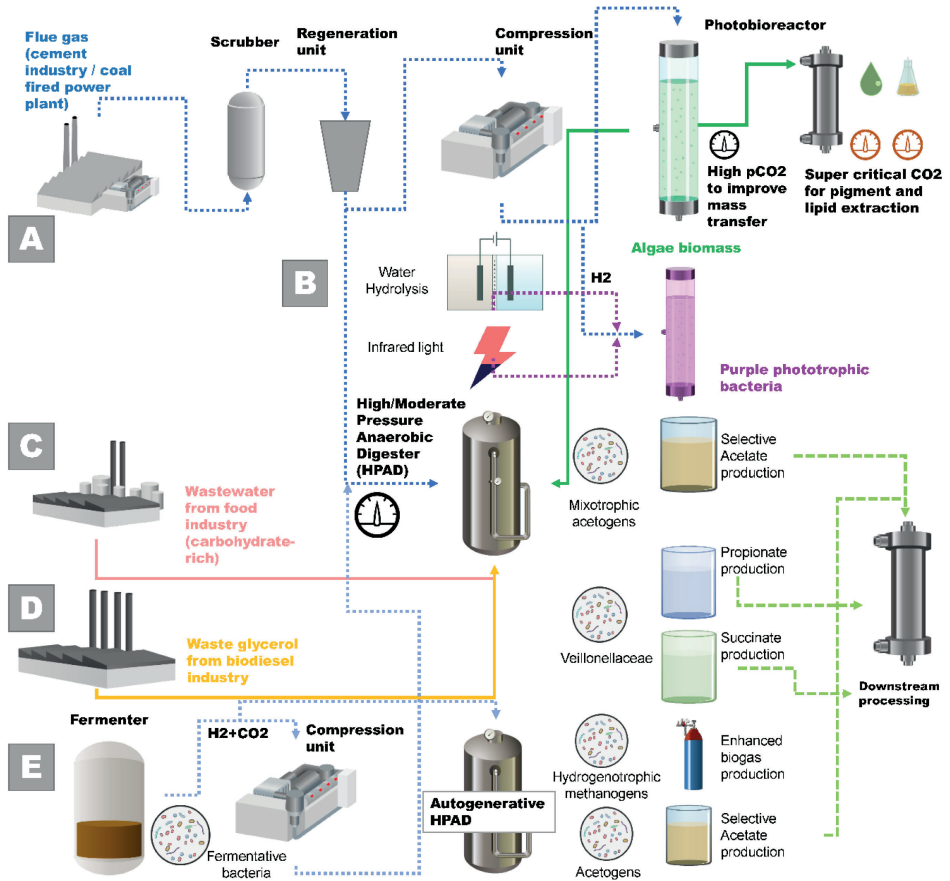 Flue gas
(cement
industry / coal
fired power
plant)
Scrubber
Regeneration
unit
Compression
unit
Photobioreactor
High pCO2
to improve
mass
transfer
Super critical CO2
for pigment and
lipid extraction
A
B
Water
Hydrolysis
H2
Algae biomass
Infrared light
Purple phototrophic
bacteria
High/Moderate
Pressure
Anaerobic
Digester
(HPAD)
C
Wastewater
from food
industry
(carbohydrate-
rich)
Mixotrophic
acetogens
Selective
Acetate
production
Propionate
production
D
Waste glycerol
from biodiesel
industry
Veillonellaceae
Succinate
production
Downstream
processing
E
Fermenter
H2+CO2
Compression
unit
Fermentative
bacteria
Autogenerative
HPAD
Hydrogenotrophic
methanogens
Enhanced
biogas
production
Acetogens
Selective
Acetate
production